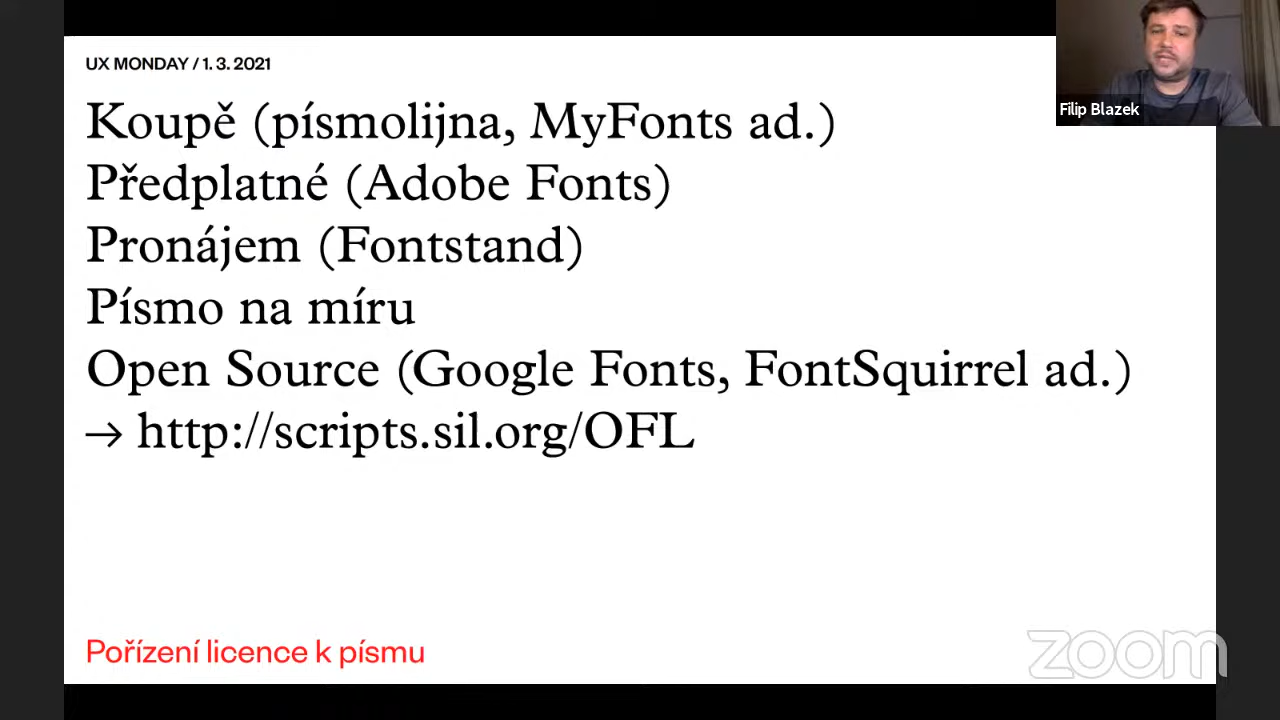 UX MONDAY / 1. 3. 2021
Koupě (písmolijna, MyFonts ad.)
Předplatné (Adobe Fonts)
Pronájem (Fontstand)
Písmo na míru
Open Source (Google Fonts, FontSquirrel ad.)
→ http://scripts.sil.org/OFL
Pořízení licence k písmu
Filip Blazek
zoom